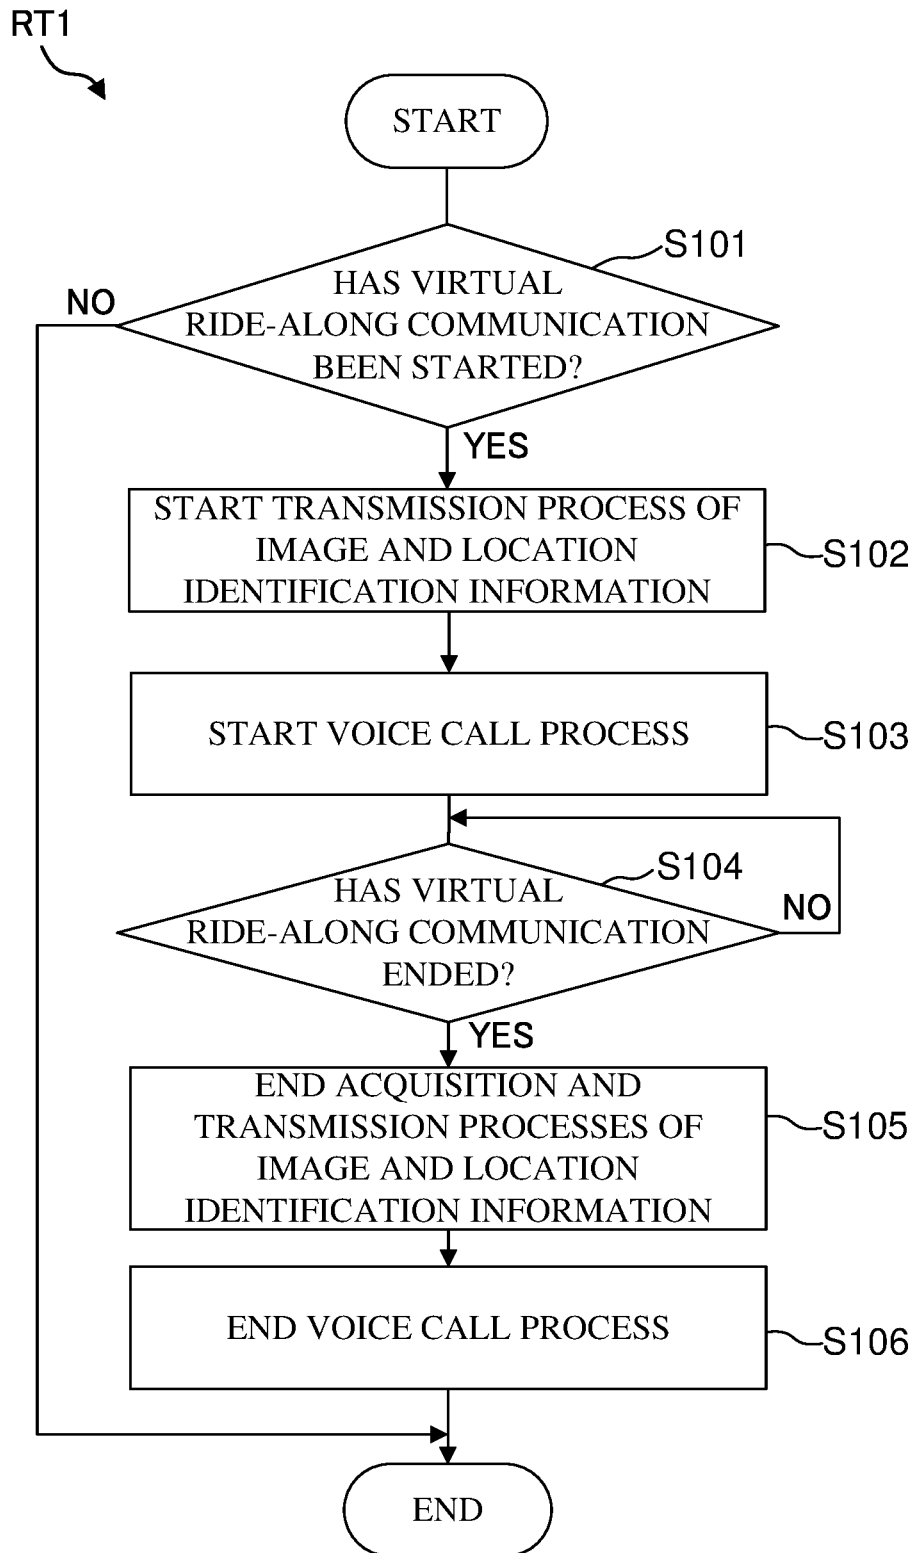 RT1
START
S101
HAS VIRTUAL
RIDE-ALONG COMMUNICATION
BEEN STARTED?
NO
YES
START TRANSMISSION PROCESS OF
IMAGE AND LOCATION
IDENTIFICATION INFORMATION
S102
START VOICE CALL PROCESS
S103
S104
HAS VIRTUAL
RIDE-ALONG COMMUNICATION
ENDED?
NO
YES
END ACQUISITION AND
TRANSMISSION PROCESSES OF
IMAGE AND LOCATION
IDENTIFICATION INFORMATION
S105
END VOICE CALL PROCESS
S106
END